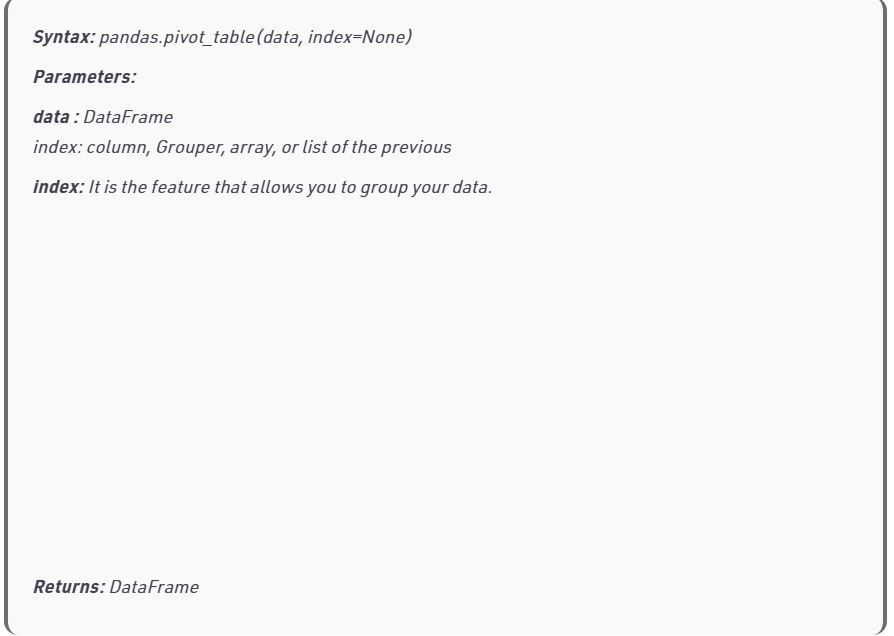 Syntax: pandas.pivot_table(data, index=None)
Parameters:
data : DataFrame
index: column, Grouper, array, or list of the previous
index: It is the feature that allows you to group your data.
Returns: DataFrame